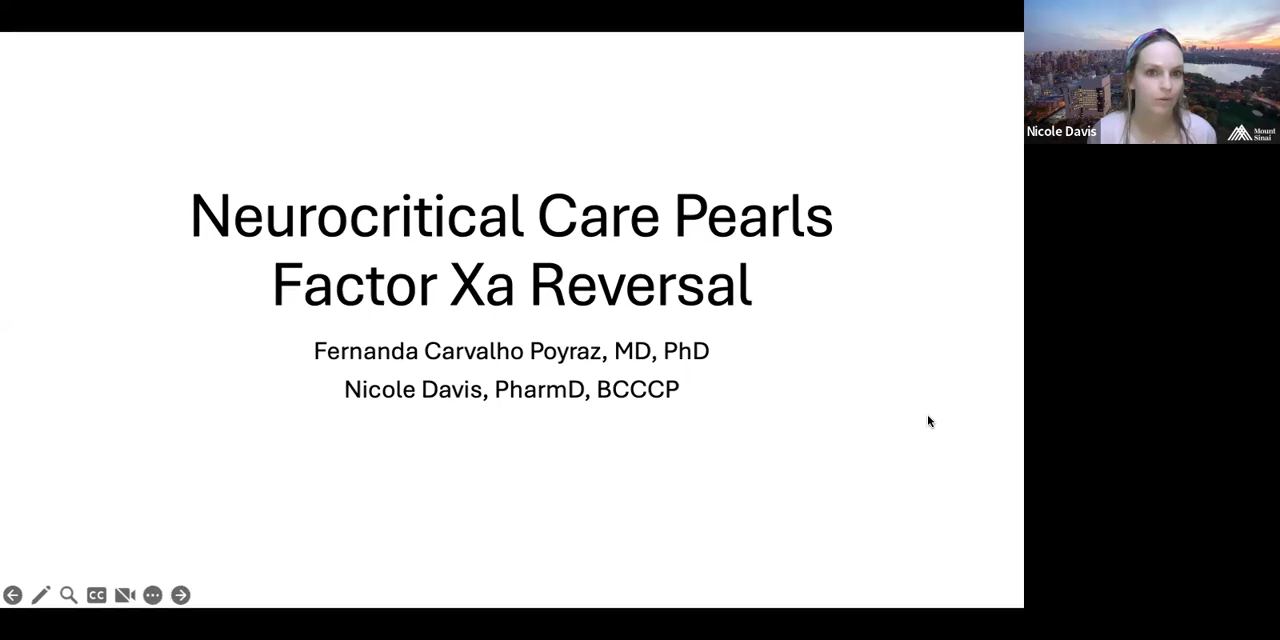 Neurocritical Care Pearls
Factor Xa Reversal
Fernanda Carvalho Poyraz, MD, PhD
Nicole Davis, PharmD, BCCCP
Nicole Davis
Mount
Sinai
CC